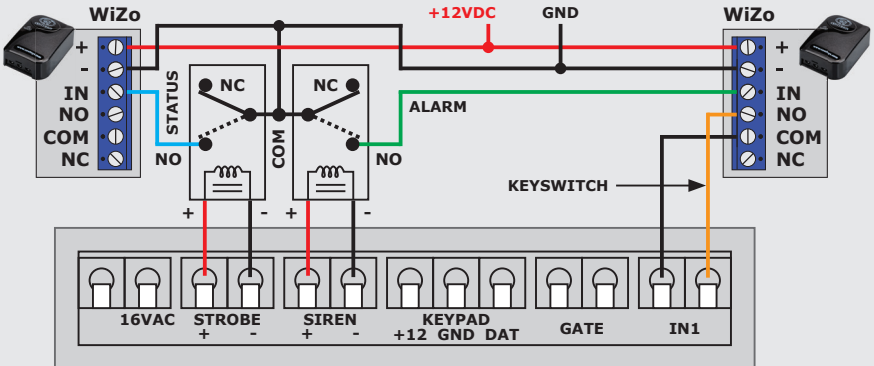 WiZo
+12VDC
GND
WiZo
+
-
IN
NO
COM
NC
STATUS
NC
NC
COM
NO
NO
ALARM
+
-
IN
NO
COM
NC
KEYSWITCH
+
-
+
-
16VAC
STROBE
+ -
SIREN
+ -
KEYPAD
+12 GND DAT
GATE
IN1